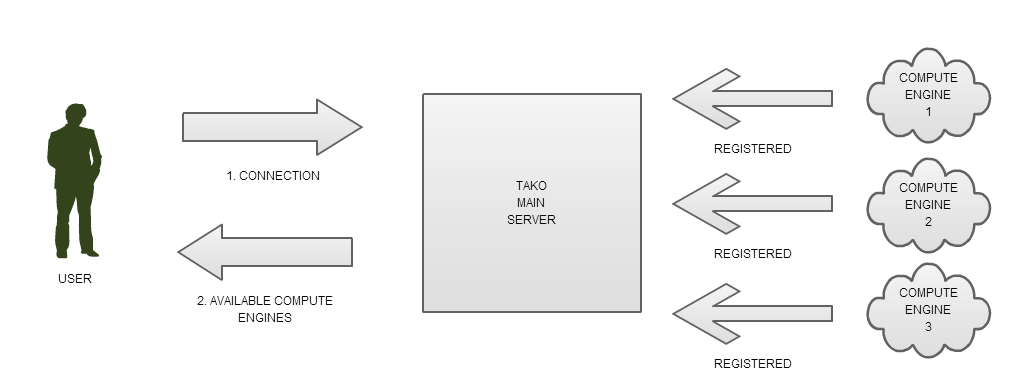 USER
1. CONNECTION
2. AVAILABLE COMPUTE
ENGINES
TAKO
MAIN
SERVER
REGISTERED
COMPUTE
ENGINE
1
REGISTERED
COMPUTE
ENGINE
2
REGISTERED
COMPUTE
ENGINE
3